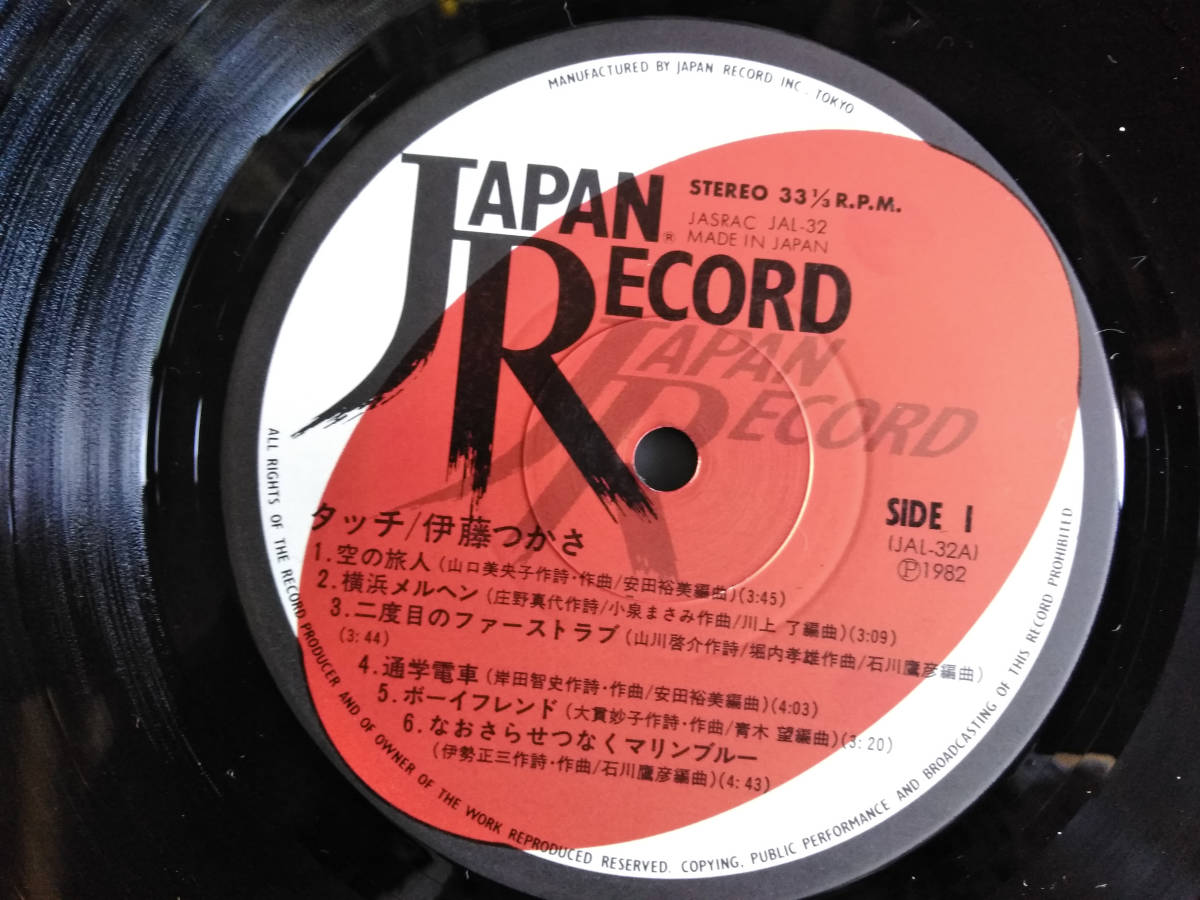 MANUFACTURED BY JAPAN RECORD INC., TOKYO
JAPAN
RECORD
®
STEREO 33 1/3 R.P.M.
JASRAC JAL-32
MADE IN JAPAN
JAPAN
RECORD
SIDE 1
(JAL-32A)
Ⓟ1982
タッチ/伊藤つかさ
1. 空の旅人(山口美央子作詩・作曲/安田裕美編曲)(3:45)
2. 横浜メルヘン(庄野真代作詩/小泉まさみ作曲/川上 了編曲)(3:09)
3. 二度目のファーストラブ(山川啓介作詩/堀内孝雄作曲/石川鷹彦編曲)
(3:44)
4. 通学電車(岸田智史作詩・作曲/安田裕美編曲)(4:03)
5. ボーイフレンド(大貫妙子作詩・作曲/青木 望編曲)(3:20)
6. なおさらせつなくマリンブルー
(伊勢正三作詩・作曲/石川鷹彦編曲)(4:43)
ALL RIGHTS OF THE RECORD PRODUCER AND OF OWNER OF THE WORK REPRODUCED RESERVED. COPYING, PUBLIC PERFORMANCE AND BROADCASTING OF THIS RECORD PROHIBITED